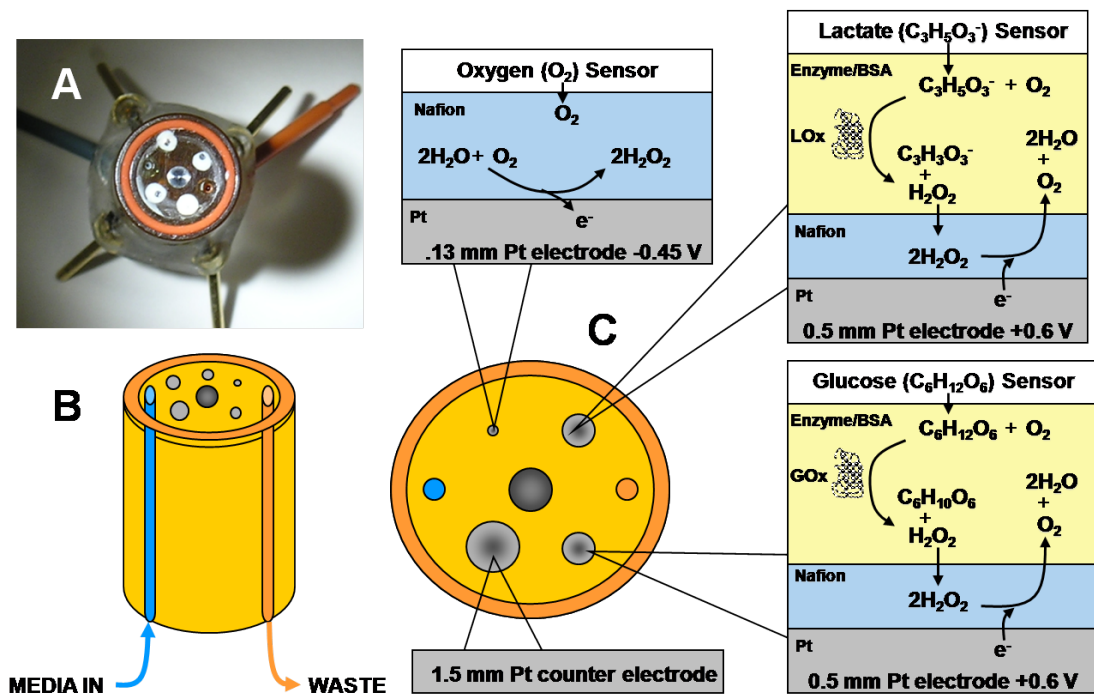 A
B
MEDIA IN
WASTE
C
Oxygen (O₂) Sensor
Nafion
O₂
2H₂O + O₂
2H₂O₂
Pt
e⁻
.13 mm Pt electrode -0.45 V
1.5 mm Pt counter electrode
Lactate (C₃H₅O₃⁻) Sensor
Enzyme/BSA
C₃H₅O₃⁻ + O₂
LOx
C₃H₃O₃⁻
+
H₂O₂
2H₂O
+
O₂
Nafion
2H₂O₂
Pt
e⁻
0.5 mm Pt electrode +0.6 V
Glucose (C₆H₁₂O₆) Sensor
Enzyme/BSA
C₆H₁₂O₆ + O₂
GOx
C₆H₁₀O₆
+
H₂O₂
2H₂O
+
O₂
Nafion
2H₂O₂
Pt
e⁻
0.5 mm Pt electrode +0.6 V